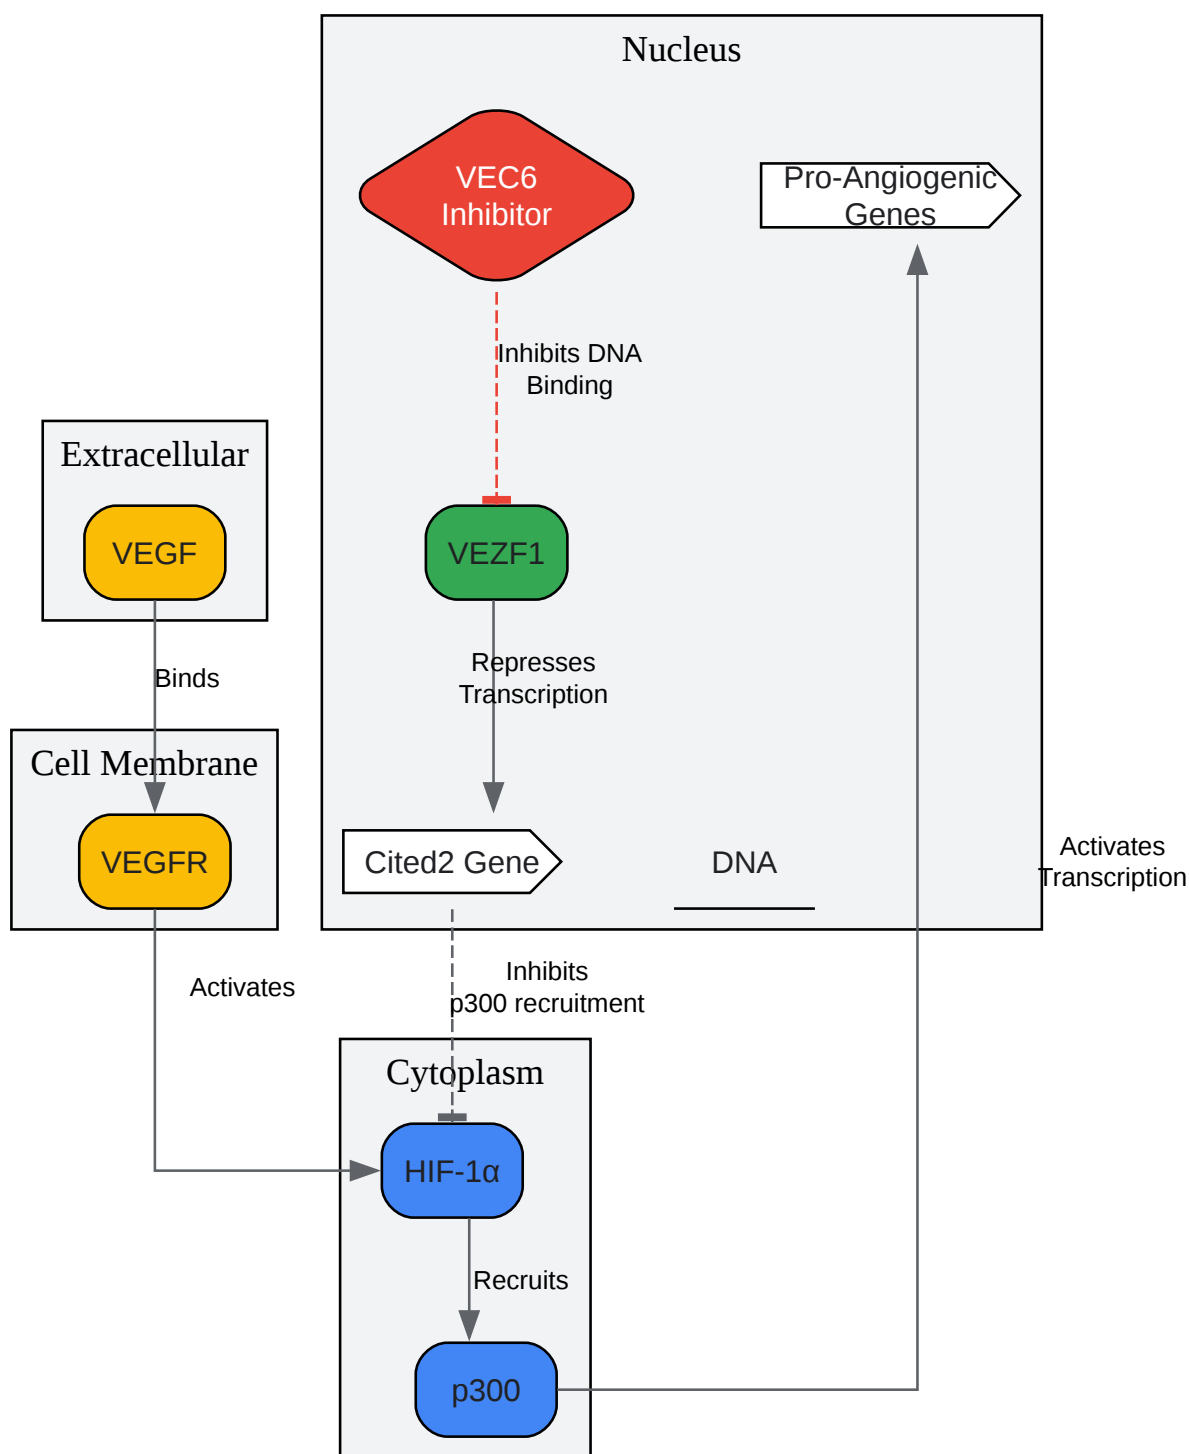 Nucleus
VEC6
Inhibitor
Pro-Angiogenic
Genes
Inhibits DNA
Binding
Extracellular
VEGF
VEZF1
Binds
Represses
Transcription
Cell Membrane
VEGFR
Cited2 Gene
DNA
Activates
Transcription
Activates
Inhibits
p300 recruitment
Cytoplasm
HIF-1α
Recruits
p300